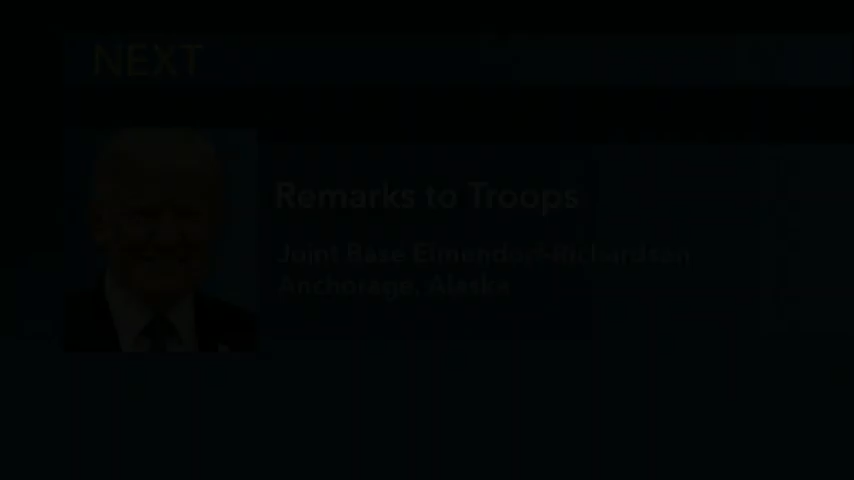 NEXT
Remarks to Troops
Joint Base Elmendorf-Richardson
Anchorage, Alaska